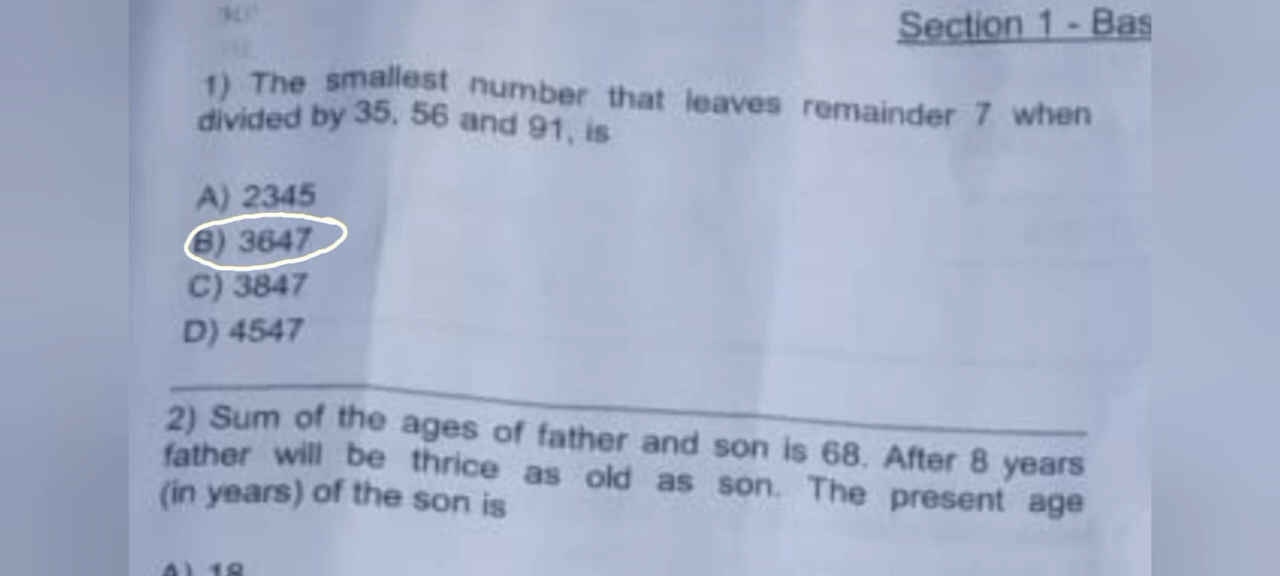 Section 1 - Bas
1) The smallest number that leaves remainder 7 when
divided by 35, 56 and 91, is
A) 2345
B) 3647
C) 3847
D) 4547
2) Sum of the ages of father and son is 68. After 8 years
father will be thrice as old as son. The present age
(in years) of the son is
A) 18